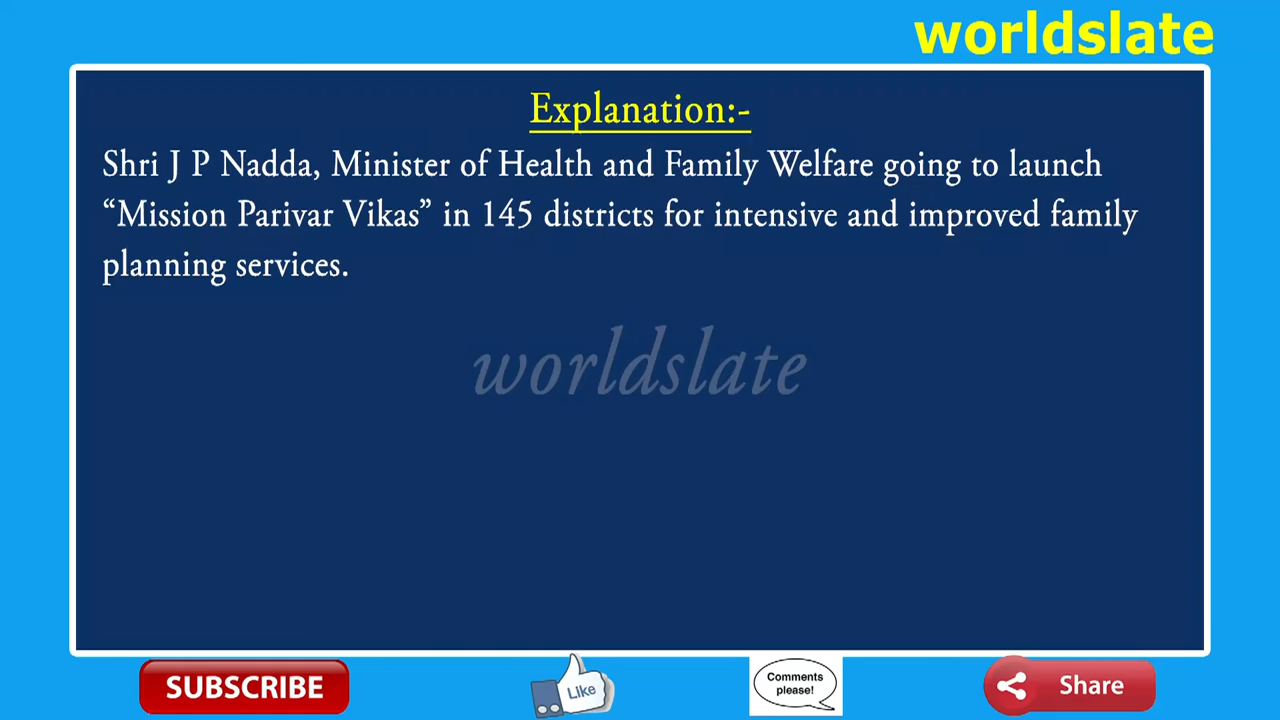 worldslate
Explanation:-
Shri J P Nadda, Minister of Health and Family Welfare going to launch
“Mission Parivar Vikas” in 145 districts for intensive and improved family
planning services.
worldslate
SUBSCRIBE
Like
Comments
please!
Share